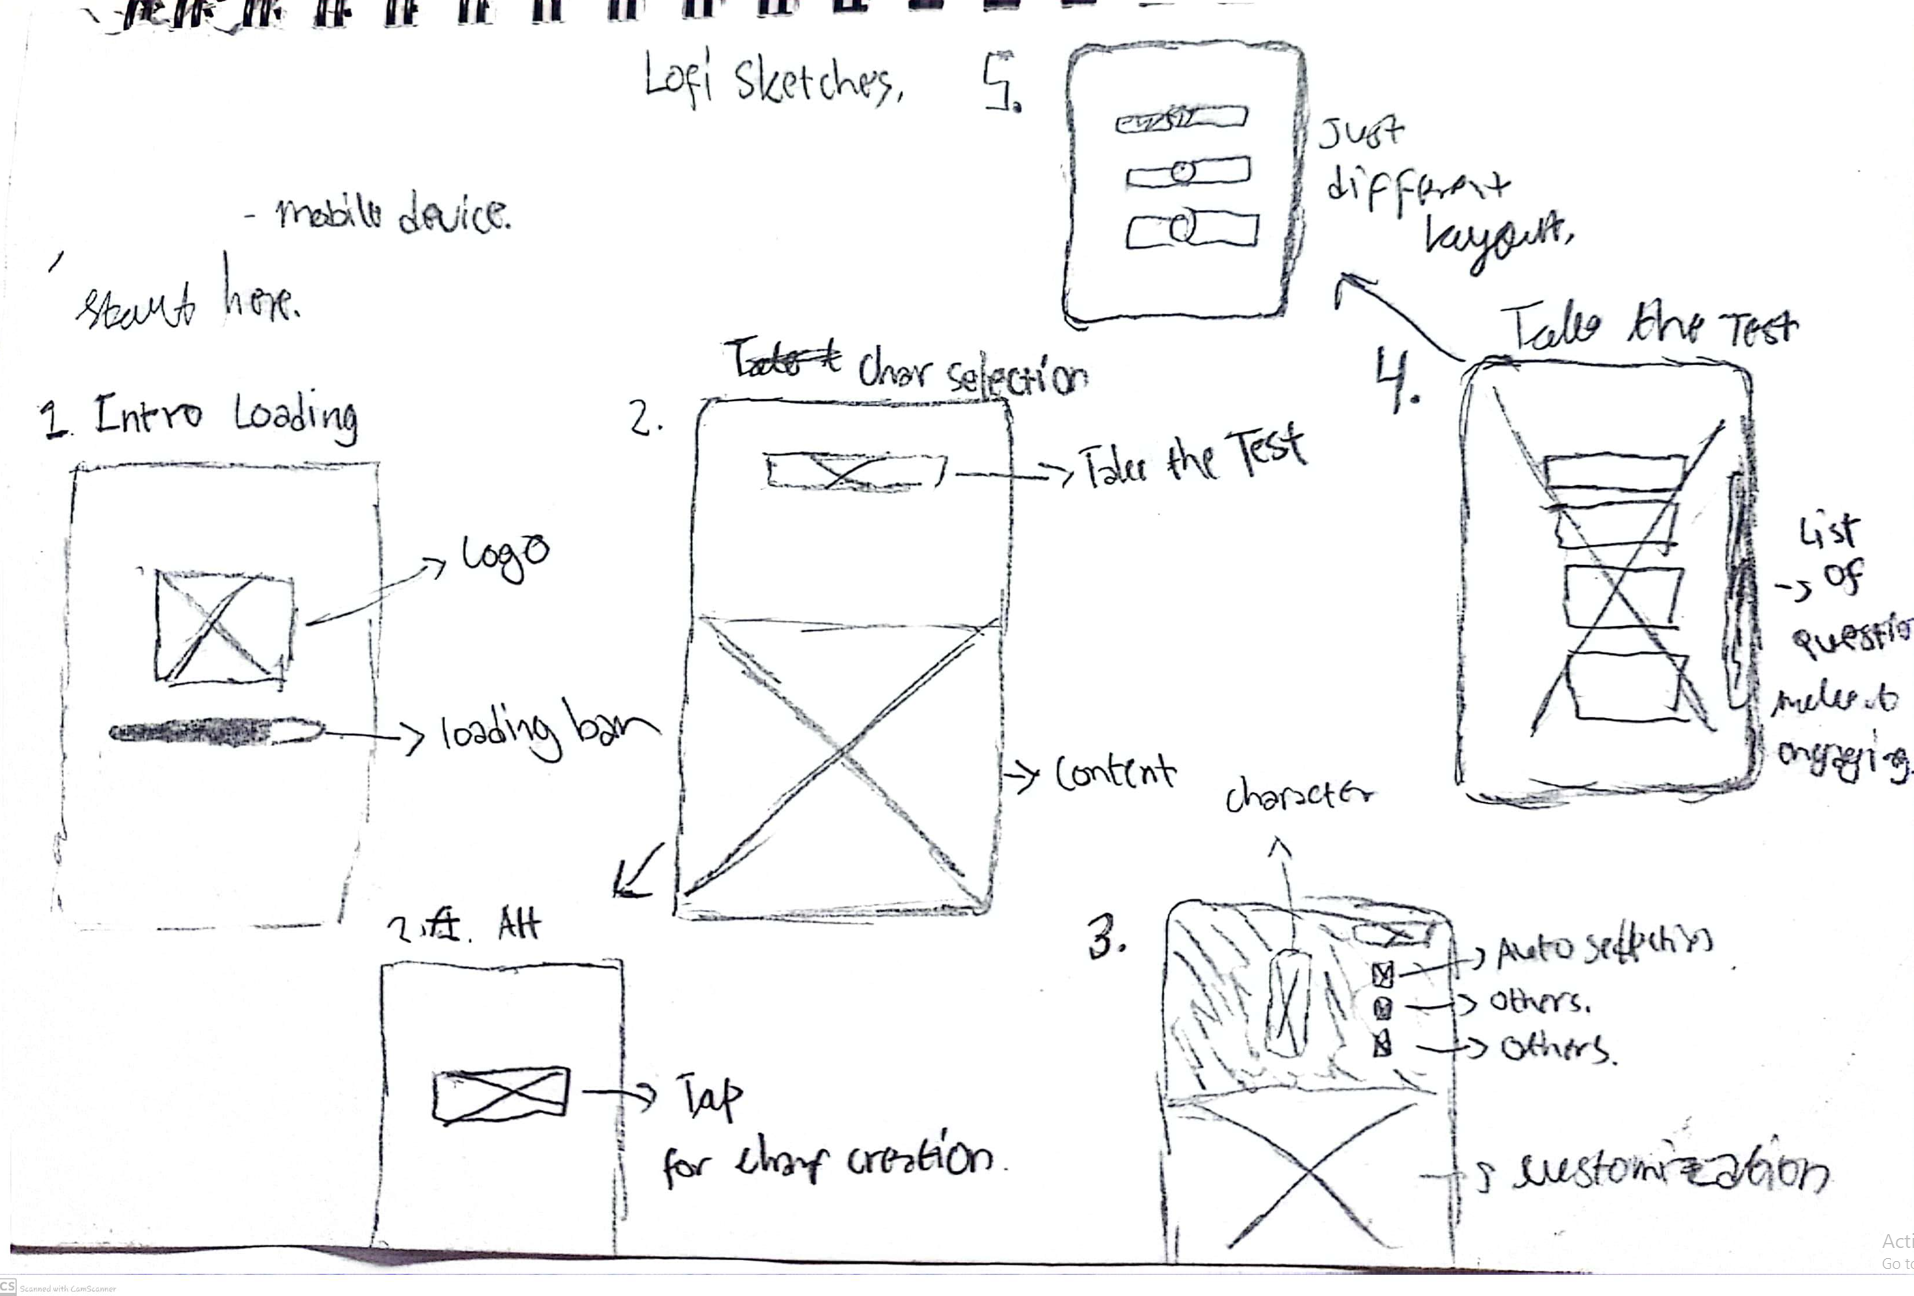 Lofi Sketches,
- mobile device.
start here.
1. Intro Loading
Logo
loading bar
2.
Char selection
Take the Test
Content
2.A. Alt
Tap
for char creation.
3.
character
Auto selection
Others.
Others.
customization
4.
Take the Test
List
of
questio
make it
engaging.
5.
Just
different
layout,
Acti
Go to
CS Scanned with CamScanner